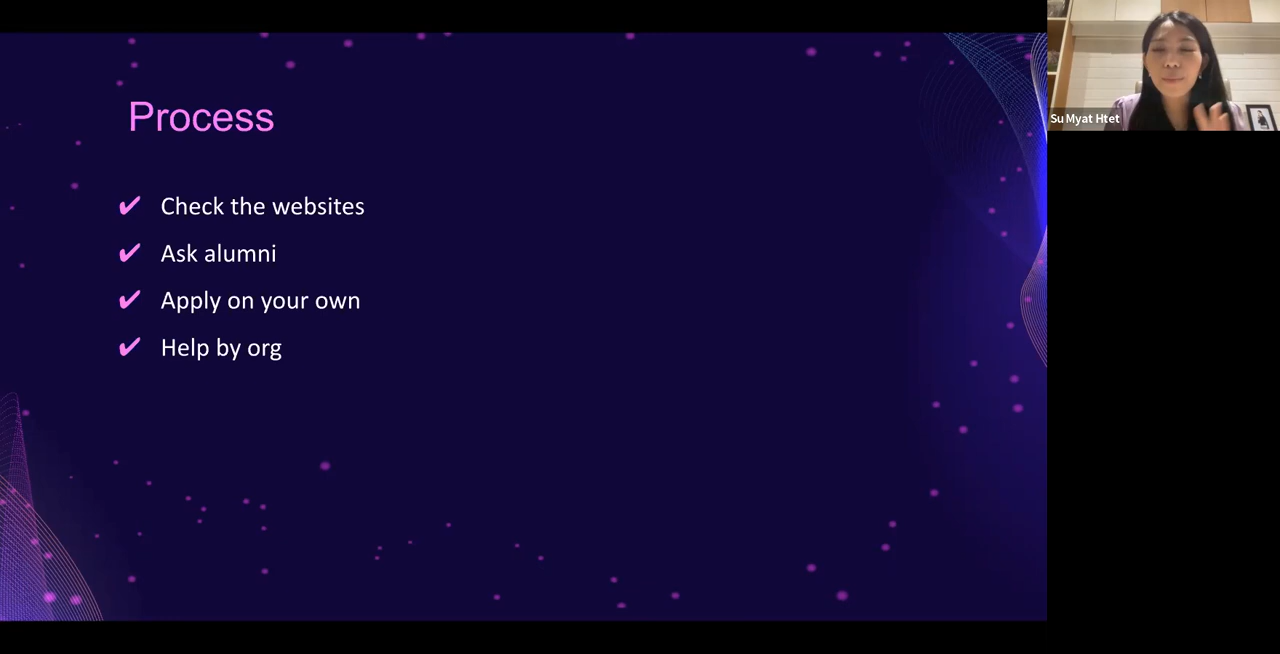 Process
✔ Check the websites
✔ Ask alumni
✔ Apply on your own
✔ Help by org
Su Myat Htet